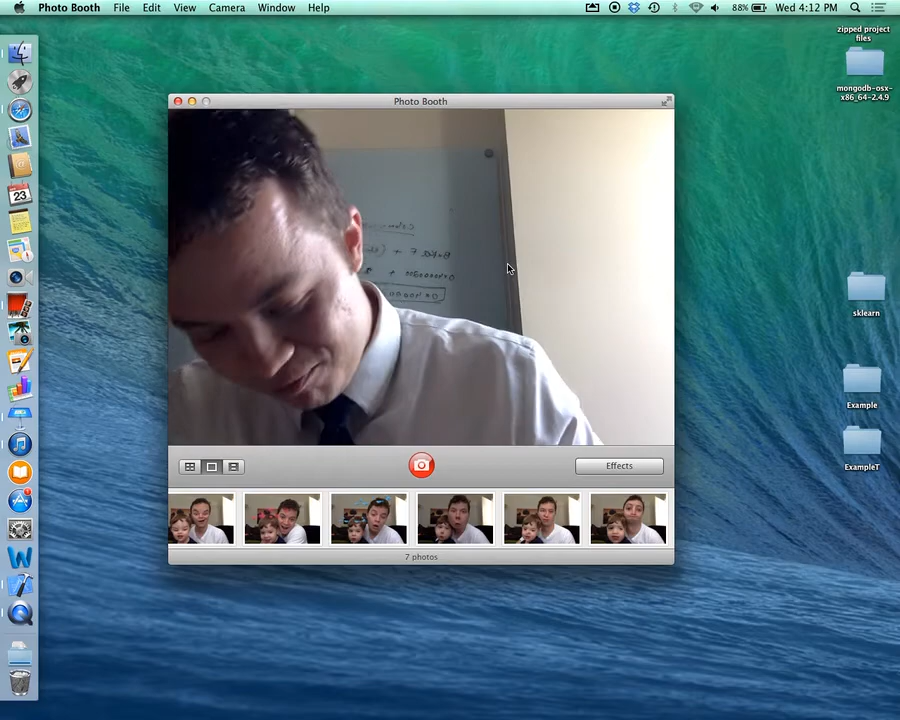 Photo Booth File Edit View Camera Window Help 88% Wed 4:12 PM
zipped project
files
mongodb-osx-
x86_64-2.4.9
Photo Booth
23
sklearn
Example
ExampleT
Effects
7 photos